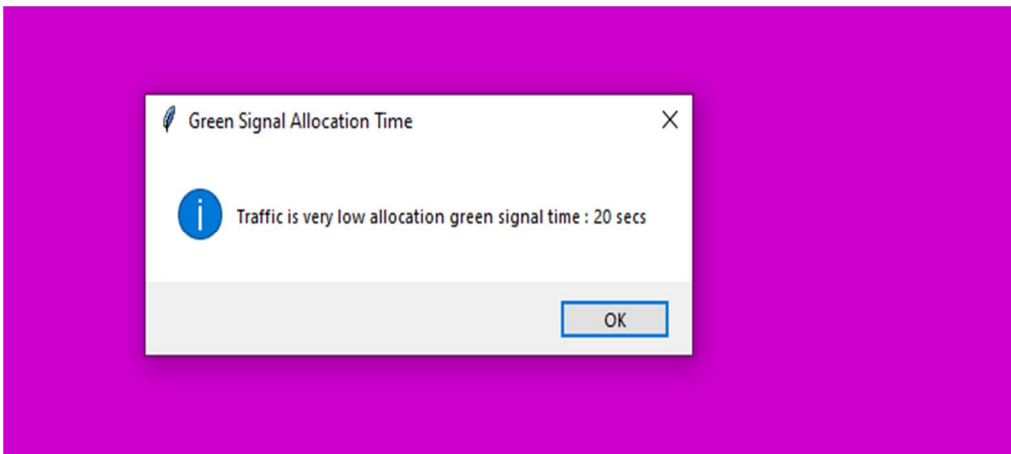 Green Signal Allocation Time
Traffic is very low allocation green signal time : 20 secs
OK